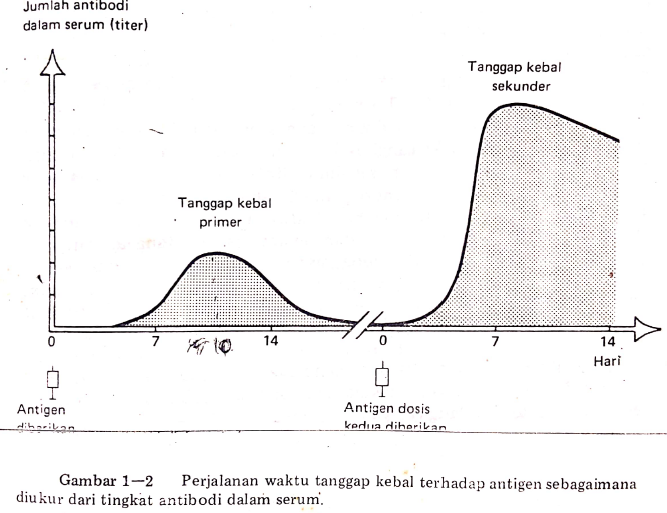 Jumlah antibodi
dalam serum (titer)
Tanggap kebal
sekunder
Tanggap kebal
primer
0 7 10 14 0 7 14
Hari
Antigen
diberikan
Antigen dosis
kedua diberikan
Gambar 1—2 Perjalanan waktu tanggap kebal terhadap antigen sebagaimana
diukur dari tingkat antibodi dalam serum.